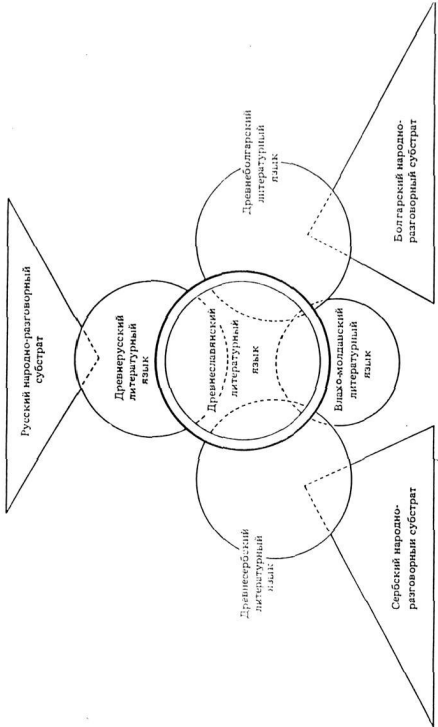 Русский народно-разговорный
субстрат
Древнерусский
литературный
язык
Древнеславянский
литературный
язык
Древнесербский
литературный
язык
Древнеболгарский
литературный
язык
Влахо-молдавский
литературный
язык
Сербский народно-
разговорный субстрат
Болгарский народно-
разговорный субстрат